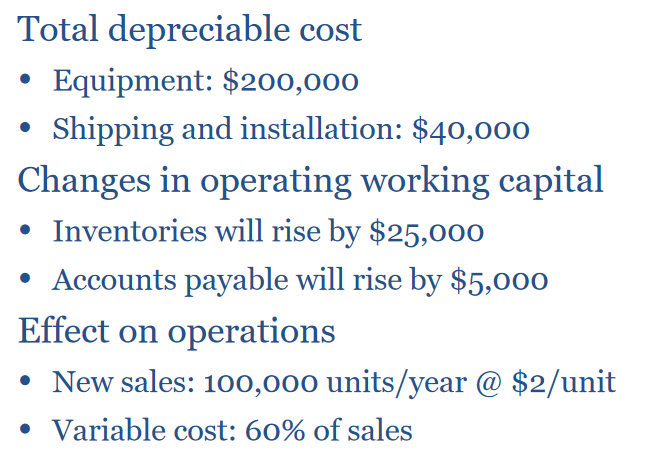 Total depreciable cost
• Equipment: $200,000
• Shipping and installation: $40,000
Changes in operating working capital
• Inventories will rise by $25,000
• Accounts payable will rise by $5,000
Effect on operations
• New sales: 100,000 units/year @ $2/unit
• Variable cost: 60% of sales